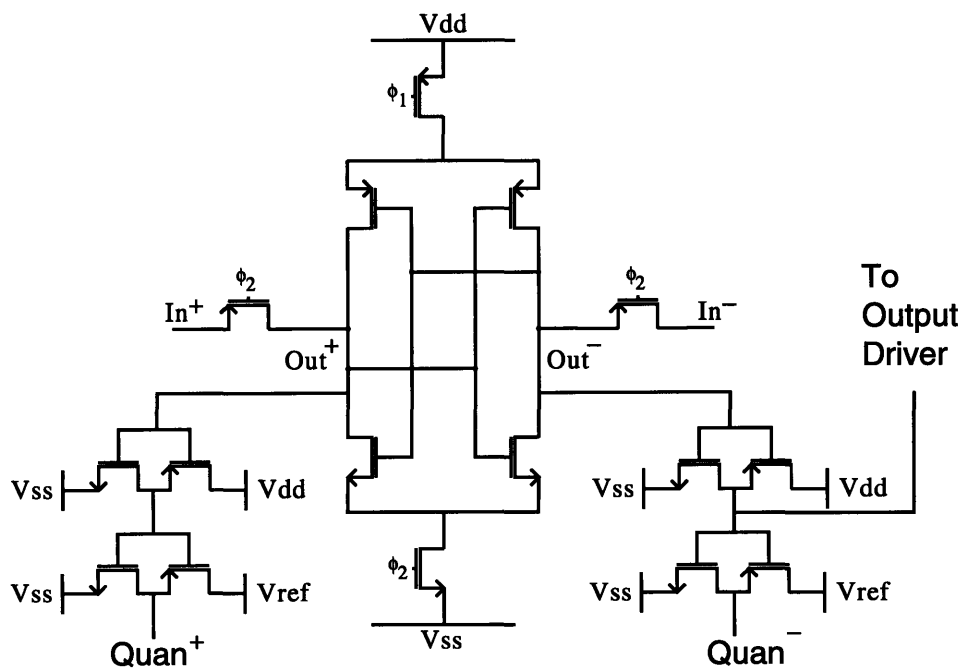 Vdd
ϕ1
ϕ2
ϕ2
In+
In−
To
Output
Driver
Out+
Out−
Vss
Vdd
Vss
Vdd
ϕ2
Vss
Vref
Vss
Vref
Vss
Quan+
Quan−